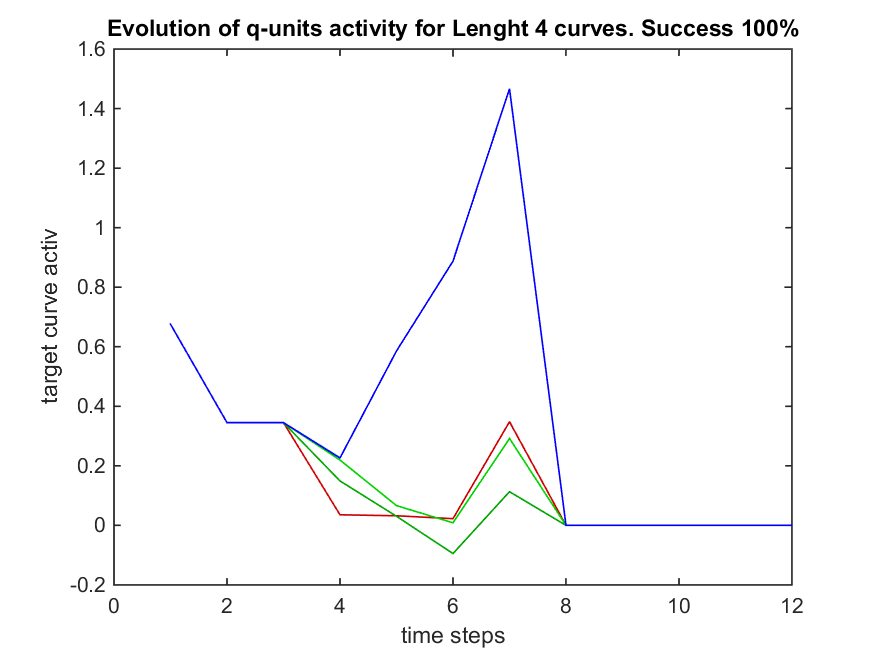 Evolution of q-units activity for Lenght 4 curves. Success 100%
1.6
1.4
1.2
1
0.8
0.6
0.4
0.2
0
-0.2
target curve activ
0 2 4 6 8 10 12
time steps